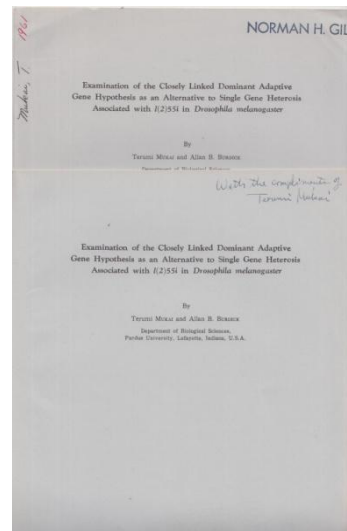 NORMAN H. GIL
Mukai, T. 1961
Examination of the Closely Linked Dominant Adaptive
Gene Hypothesis as an Alternative to Single Gene Heterosis
Associated with l(2)55i in Drosophila melanogaster
By
Terumi Mukai and Allan B. Burdick
Department of Biological Sciences
With the compliments of
Terumi Mukai
Examination of the Closely Linked Dominant Adaptive
Gene Hypothesis as an Alternative to Single Gene Heterosis
Associated with l(2)55i in Drosophila melanogaster
By
Terumi Mukai and Allan B. Burdick
Department of Biological Sciences,
Purdue University, Lafayette, Indiana, U.S.A.